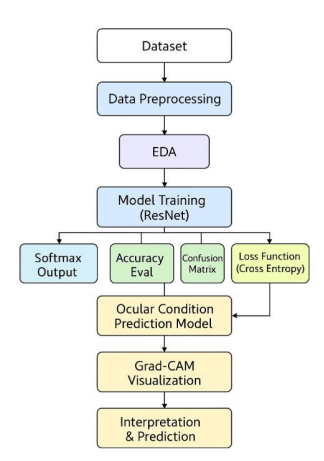 Dataset
Data Preprocessing
EDA
Model Training
(ResNet)
Softmax
Output
Accuracy
Eval
Confusion
Matrix
Loss Function
(Cross Entropy)
Ocular Condition
Prediction Model
Grad-CAM
Visualization
Interpretation
& Prediction